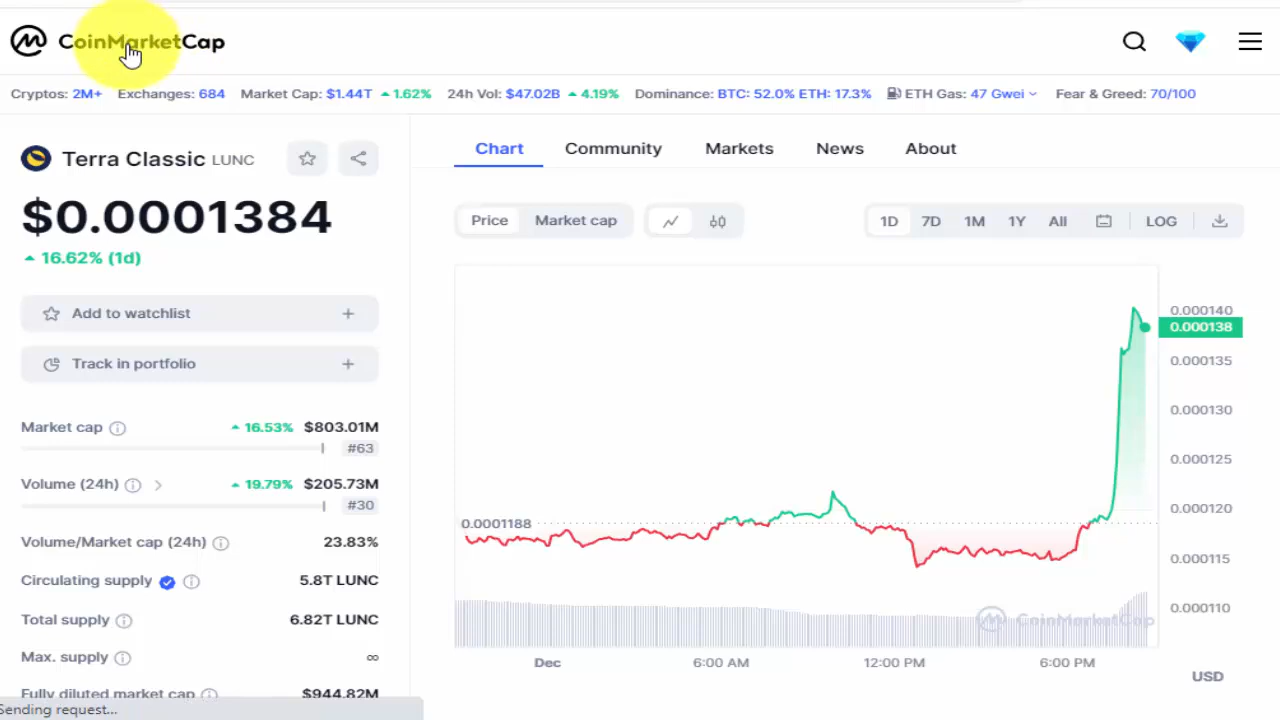 CoinMarketCap
Cryptos: 2M+ Exchanges: 684 Market Cap: $1.44T 1.62% 24h Vol: $47.02B 4.19% Dominance: BTC: 52.0% ETH: 17.3% ETH Gas: 47 Gwei Fear & Greed: 70/100
Terra Classic LUNC
$0.0001384
16.62% (1d)
Add to watchlist +
Track in portfolio +
Market cap 16.53% $803.01M
#63
Volume (24h) 19.79% $205.73M
#30
Volume/Market cap (24h) 23.83%
Circulating supply 5.8T LUNC
Total supply 6.82T LUNC
Max. supply ∞
Fully diluted market cap $944.82M
Sending request...
Chart Community Markets News About
Price Market cap 1D 7D 1M 1Y All LOG
0.000140
0.000138
0.000135
0.000130
0.000125
0.000120
0.0001188
0.000115
0.000110
CoinMarketCap
Dec 6:00 AM 12:00 PM 6:00 PM
USD